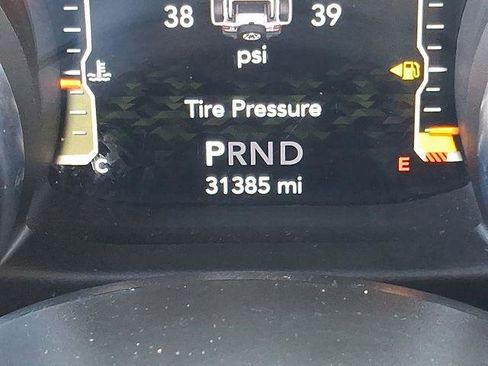 38 39
psi
Tire Pressure
PRND
C E
31385 mi